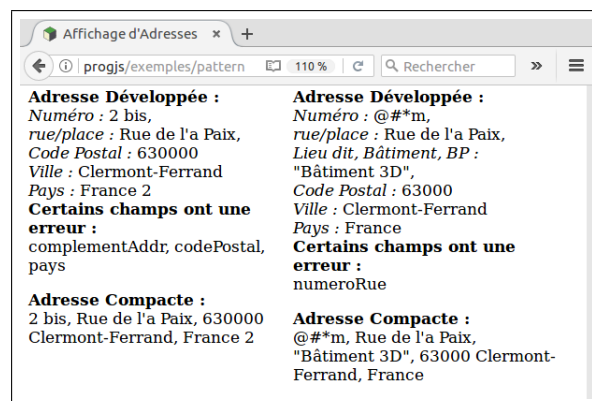 Affichage d'Adresses × +
progjs/exemples/pattern 110 % Rechercher »
Adresse Développée :
Numéro : 2 bis,
rue/place : Rue de l'a Paix,
Code Postal : 630000
Ville : Clermont-Ferrand
Pays : France 2
Certains champs ont une
erreur :
complementAddr, codePostal,
pays
Adresse Compacte :
2 bis, Rue de l'a Paix, 630000
Clermont-Ferrand, France 2
Adresse Développée :
Numéro : @#*m,
rue/place : Rue de l'a Paix,
Lieu dit, Bâtiment, BP :
"Bâtiment 3D",
Code Postal : 63000
Ville : Clermont-Ferrand
Pays : France
Certains champs ont une
erreur :
numeroRue
Adresse Compacte :
@#*m, Rue de l'a Paix,
"Bâtiment 3D", 63000 Clermont-
Ferrand, France